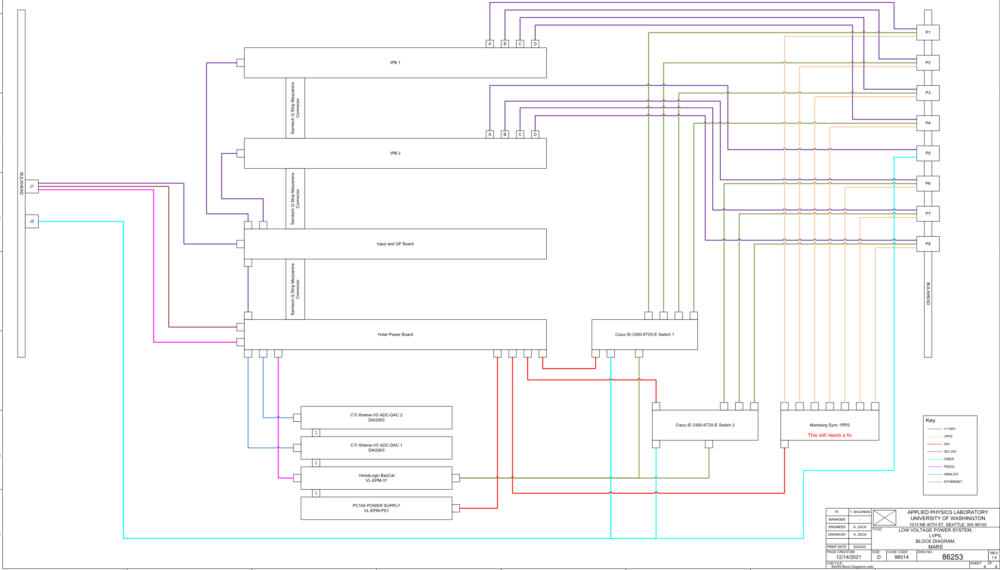 A
B
C
D
P1
IPB 1
P2
Samtech Q Strip Mezzanine
Connector
P3
P4
A
B
C
D
IPB 2
P5
BULKHEAD
J1
Samtech Q Strip Mezzanine
Connector
P6
J2
P7
Input and GF Board
P8
Samtech Q Strip Mezzanine
Connector
BULKHEAD
Hotel Power Board
Cisco IE-3300-8T2X-E Switch 1
CTI Xtreme I/O ADC-DAC 2
DAG003
PC
104
CTI Xtreme I/O ADC-DAC 1
DAG003
PC
104
VersaLogic BayCat
VL-EPM-31
PC
104
PC104 POWER SUPPLY
VL-EPM-PS1
Cisco IE-3300-8T2X-E Switch 2
Meinberg Sync 1PPS
This still needs a fix
Key
+/-185V
1PPS
24V
ISO 24V
FIBER
RS232
ANALOG
ETHERNET
PI: T. MCGINNIS
MANAGER: -
ENGINEER: K. ZACK
DRAWN BY: K. ZACK
PRINT DATE: 8/4/2022
APPLIED PHYSICS LABORATORY
UNIVERSITY OF WASHINGTON
1013 NE 40TH ST. SEATTLE, WA 98105
TITLE: LOW VOLTAGE POWER SYSTEM,
LVPS,
BLOCK DIAGRAM,
MARS
PAGE CREATION: 12/14/2021
SIZE: D
CAGE CODE: 98514
DWG NO: 86253
REV 1.6
CAD FILE: MARS Block Diagrams.vsdx
SHEET 4 OF 4